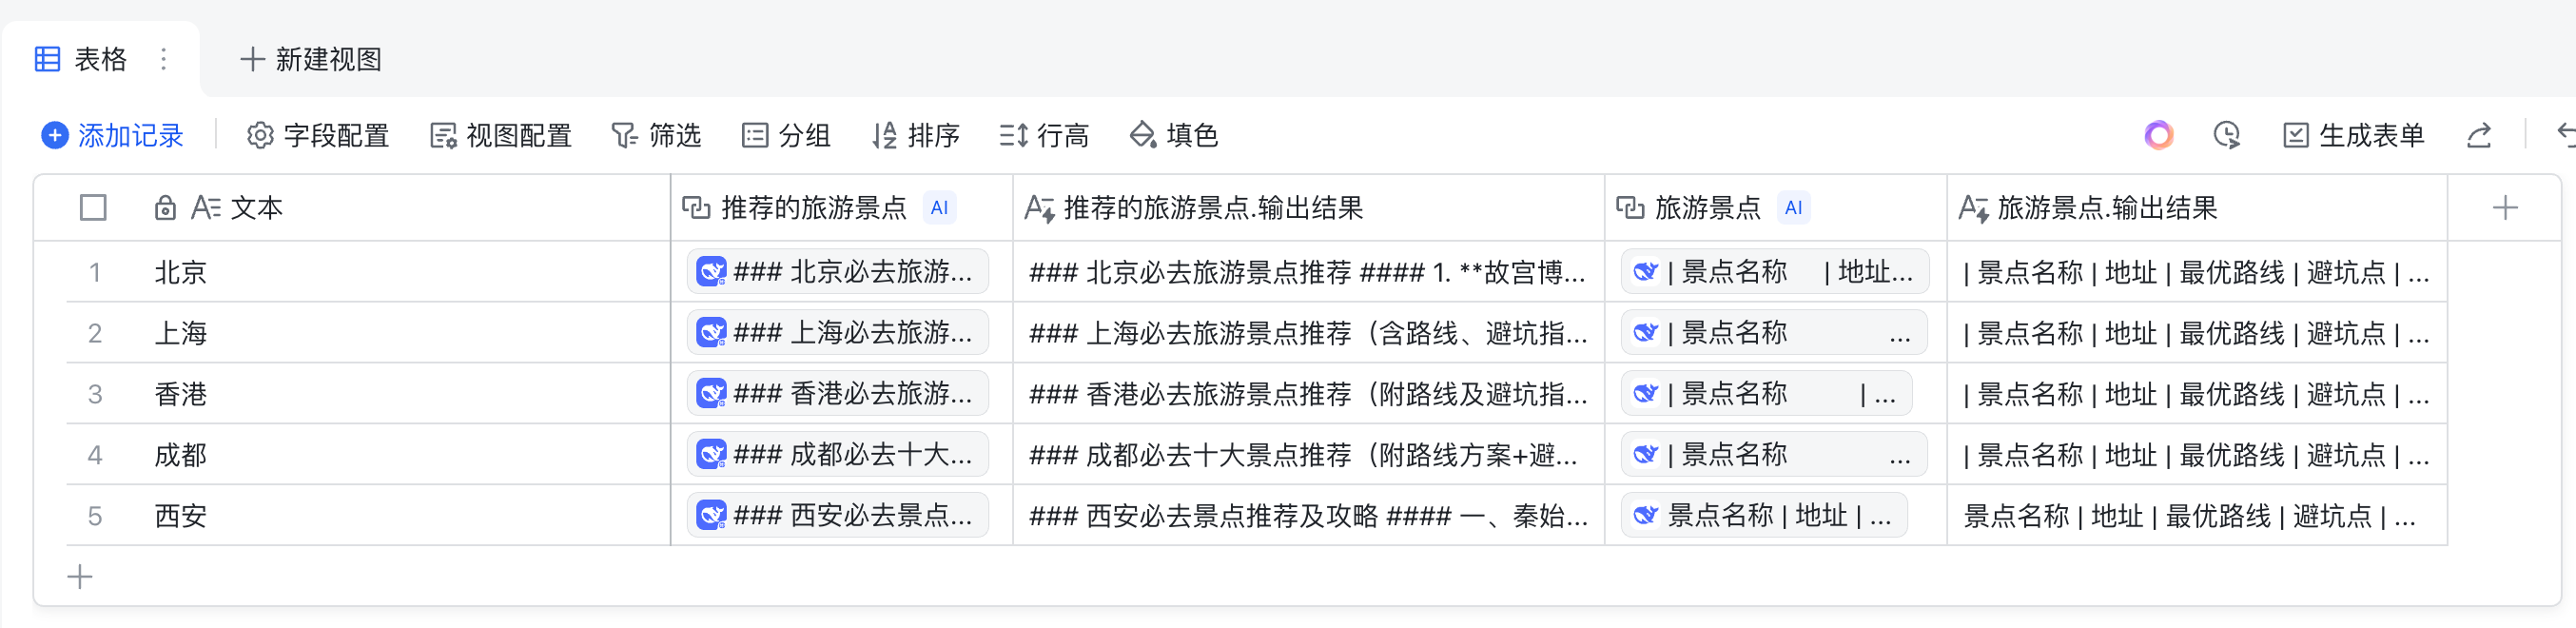 表格 新建视图
添加记录 字段配置 视图配置 筛选 分组 排序 行高 填色 生成表单
文本 推荐的旅游景点 AI 推荐的旅游景点.输出结果 旅游景点 AI 旅游景点.输出结果
1 北京 ### 北京必去旅游... ### 北京必去旅游景点推荐 #### 1. **故宫博... | 景点名称 | 地址... | 景点名称 | 地址 | 最优路线 | 避坑点 | ...
2 上海 ### 上海必去旅游... ### 上海必去旅游景点推荐（含路线、避坑指... | 景点名称 ... | 景点名称 | 地址 | 最优路线 | 避坑点 | ...
3 香港 ### 香港必去旅游... ### 香港必去旅游景点推荐（附路线及避坑指... | 景点名称 | ... | 景点名称 | 地址 | 最优路线 | 避坑点 | ...
4 成都 ### 成都必去十大... ### 成都必去十大景点推荐（附路线方案+避... | 景点名称 ... | 景点名称 | 地址 | 最优路线 | 避坑点 | ...
5 西安 ### 西安必去景点... ### 西安必去景点推荐及攻略 #### 一、秦始... 景点名称 | 地址 | ... 景点名称 | 地址 | 最优路线 | 避坑点 | ...